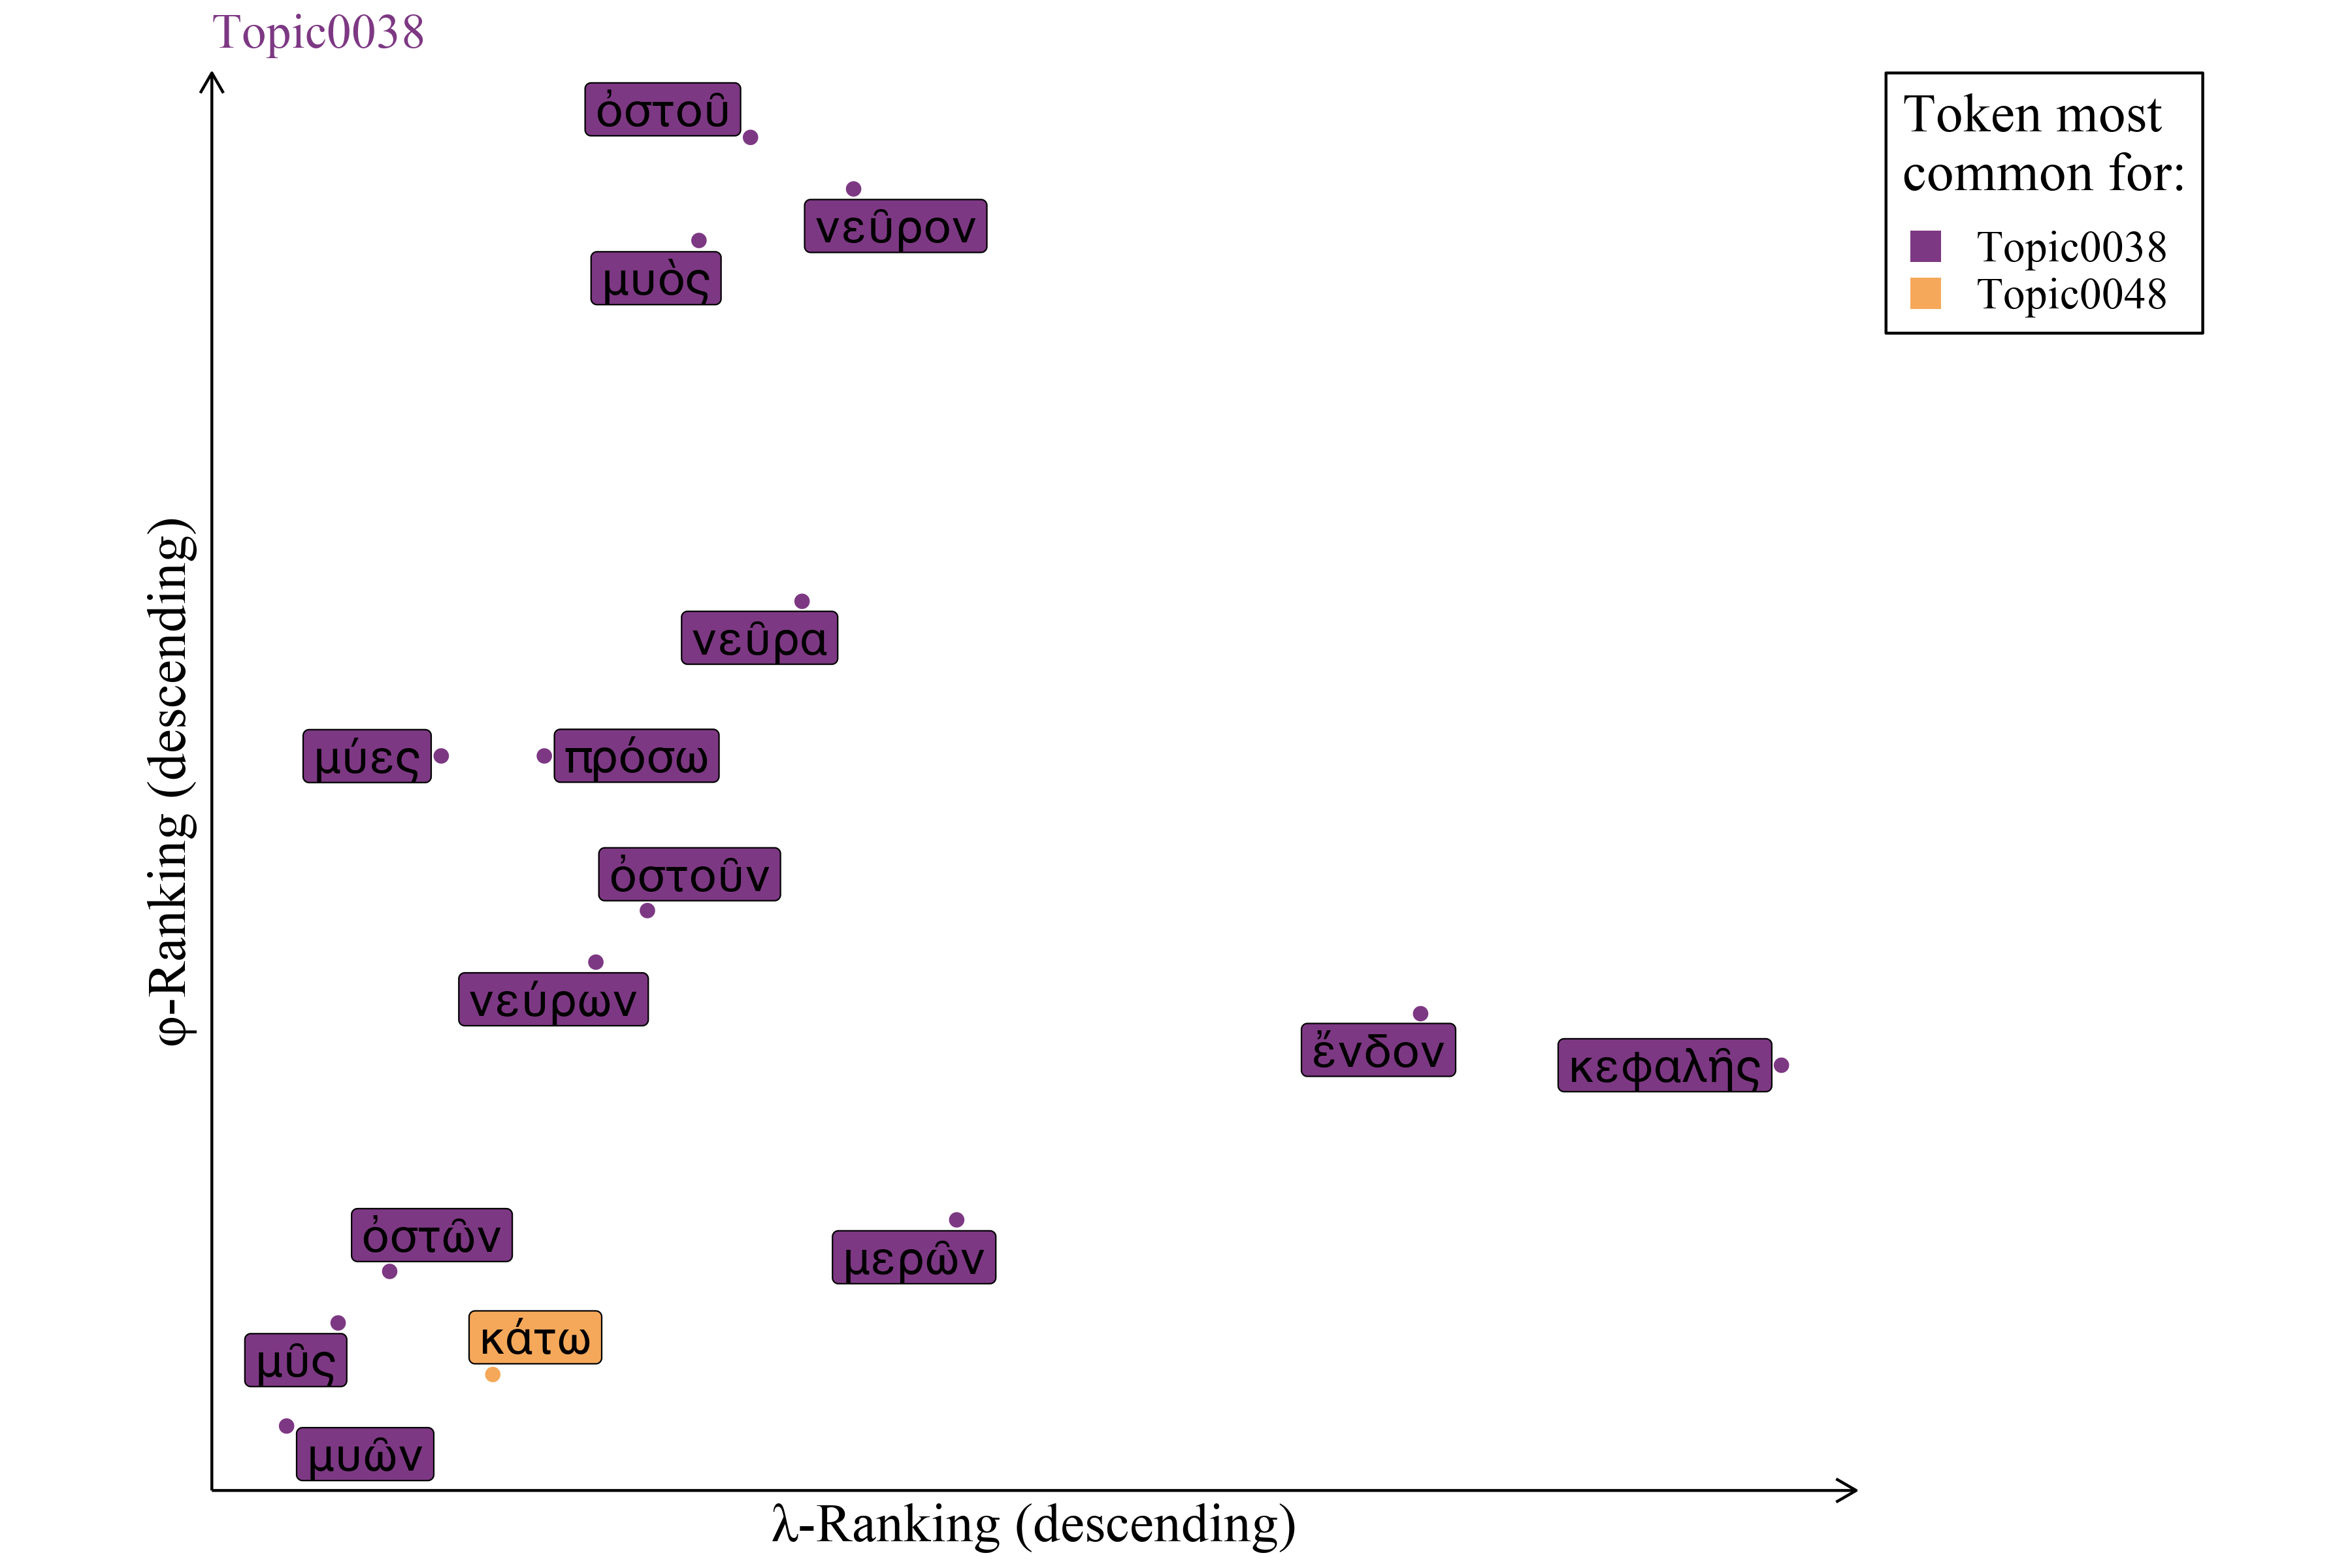 Topic0038
ὀστοῦ
νεῦρον
μυὸς
νεῦρα
μύες
πρόσω
ὀστοῦν
νεύρων
ἔνδον
κεφαλῆς
ὀστῶν
μερῶν
μῦς
κάτω
μυῶν
φ-Ranking (descending)
λ-Ranking (descending)
Token most
common for:
Topic0038
Topic0048